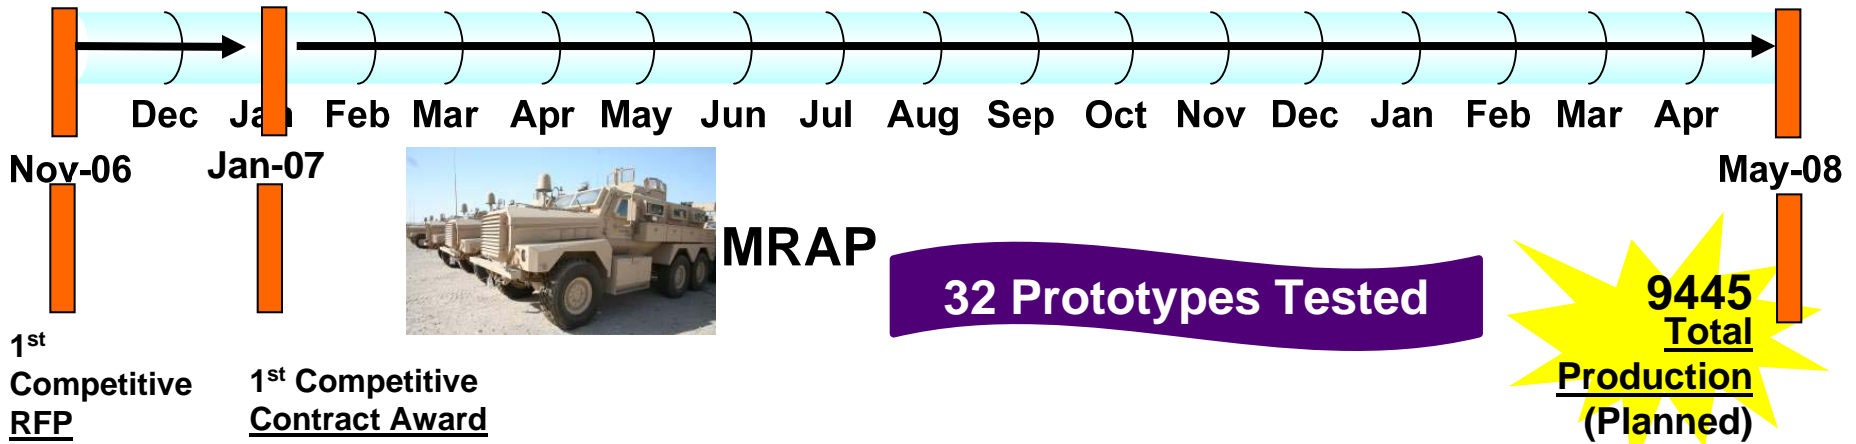 Dec Jan Feb Mar Apr May Jun Jul Aug Sep Oct Nov Dec Jan Feb Mar Apr
Nov-06 Jan-07 May-08
MRAP
32 Prototypes Tested
9445
Total
Production
(Planned)
1st
Competitive
RFP
1st Competitive
Contract Award